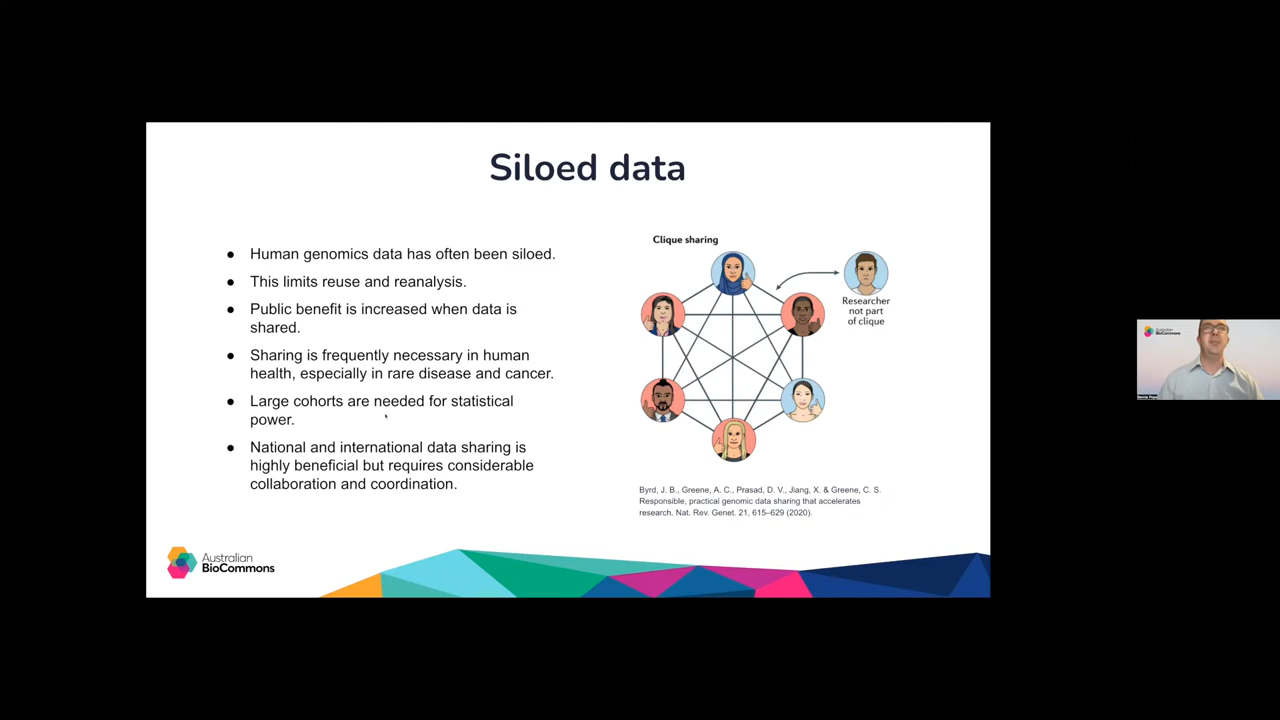 Siloed data
● Human genomics data has often been siloed.
● This limits reuse and reanalysis.
● Public benefit is increased when data is
shared.
● Sharing is frequently necessary in human
health, especially in rare disease and cancer.
● Large cohorts are needed for statistical
power.
● National and international data sharing is
highly beneficial but requires considerable
collaboration and coordination.
Clique sharing
Researcher
not part
of clique
Byrd, J. B., Greene, A. C., Prasad, D. V., Jiang, X. & Greene, C. S.
Responsible, practical genomic data sharing that accelerates
research. Nat. Rev. Genet. 21, 615–629 (2020).
Australian
BioCommons
Australian
BioCommons